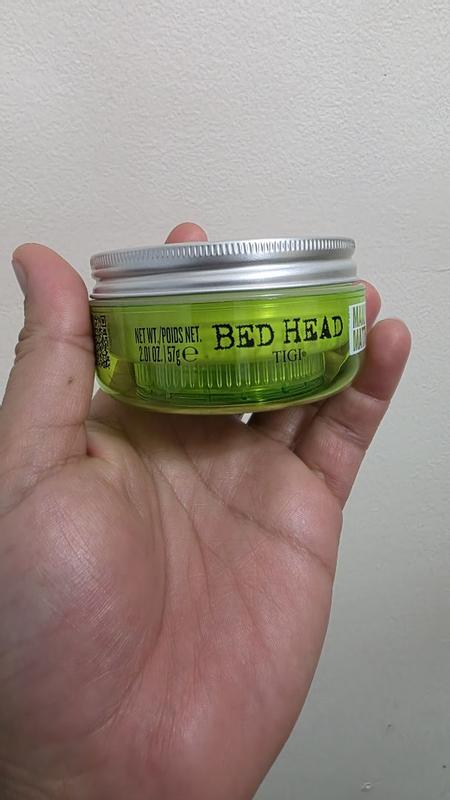 NET WT./POIDS NET.
2.01 OZ | 57g ℮
BED HEAD
TIGI®